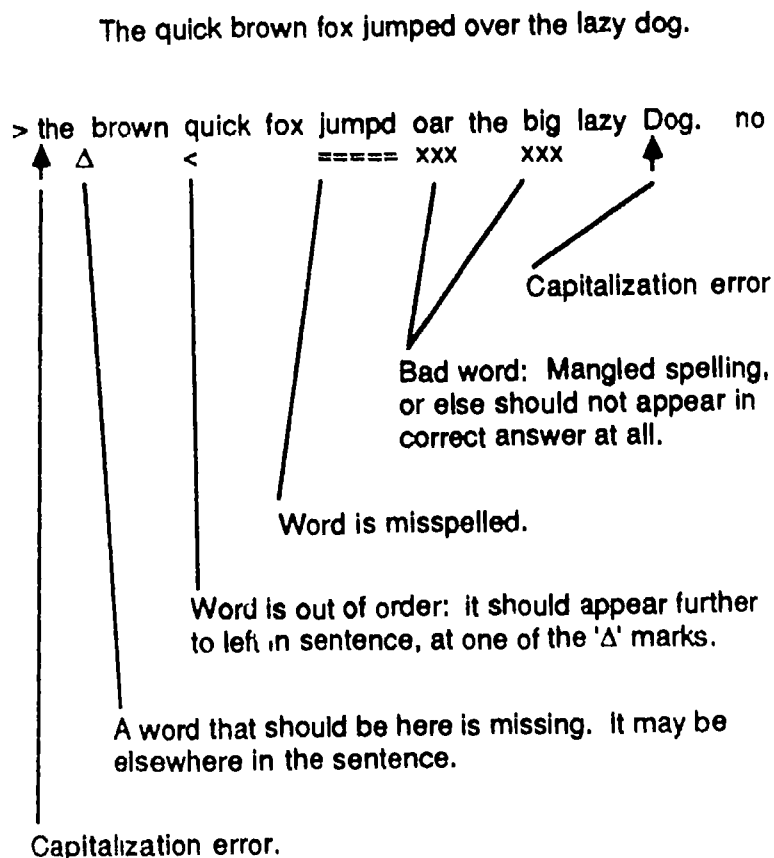 The quick brown fox jumped over the lazy dog.
> the brown quick fox jumpd oar the big lazy Dog. no
Δ < ===== xxx xxx
Capitalization error
Bad word: Mangled spelling,
or else should not appear in
correct answer at all.
Word is misspelled.
Word is out of order: it should appear further
to left in sentence, at one of the 'Δ' marks.
A word that should be here is missing. It may be
elsewhere in the sentence.
Capitalization error.